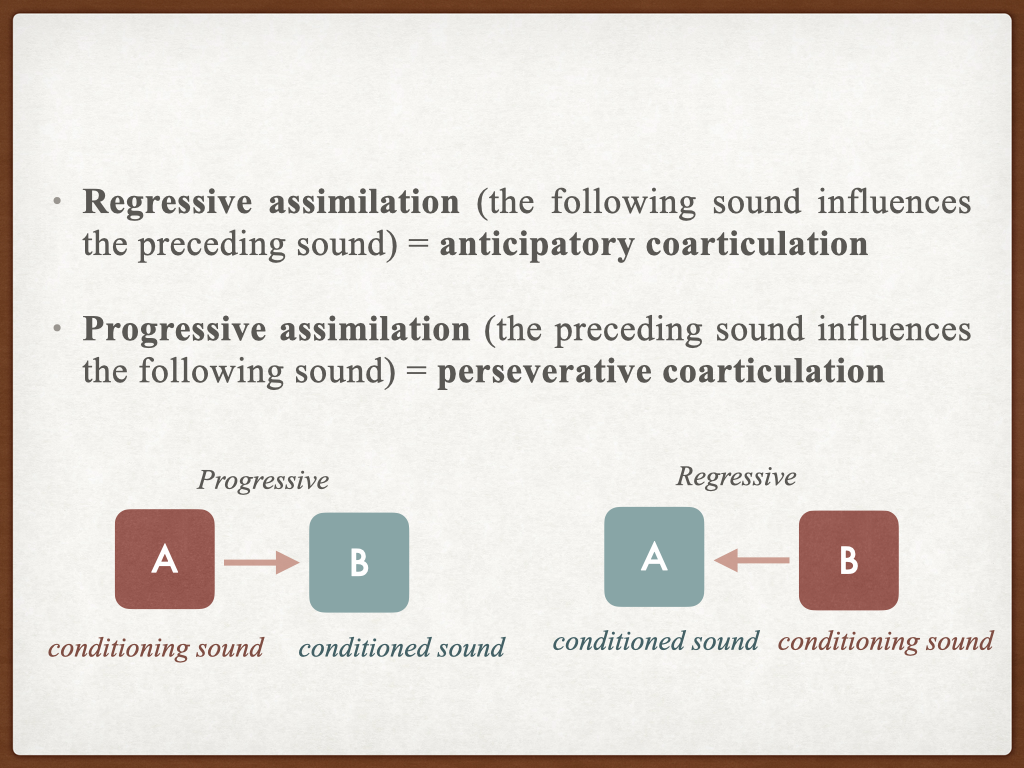 • Regressive assimilation (the following sound influences
the preceding sound) = anticipatory coarticulation
• Progressive assimilation (the preceding sound influences
the following sound) = perseverative coarticulation
Progressive
A
B
conditioning sound
conditioned sound
Regressive
A
B
conditioned sound
conditioning sound